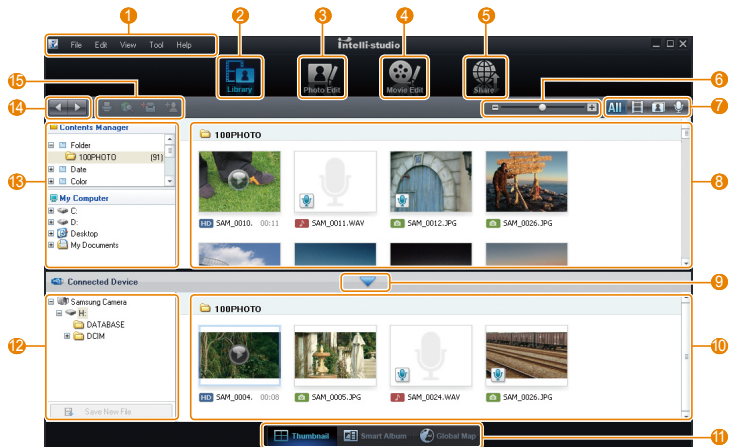 1
2
3
4
5
File Edit View Tool Help
intelli-studio
15
Library
Photo Edit
Movie Edit
Share
6
14
All
7
Contents Manager
Folder
100PHOTO (91)
Date
Color
13
My Computer
C:
D:
Desktop
My Documents
100PHOTO
HD SAM_0010. 00:11
SAM_0011.WAV
SAM_0012.JPG
SAM_0026.JPG
8
Connected Device
9
Samsung Camera
H:
DATABASE
DCIM
12
Save New File
100PHOTO
HD SAM_0004. 00:08
SAM_0005.JPG
SAM_0024.WAV
SAM_0026.JPG
10
Thumbnail
Smart Album
Global Map
11